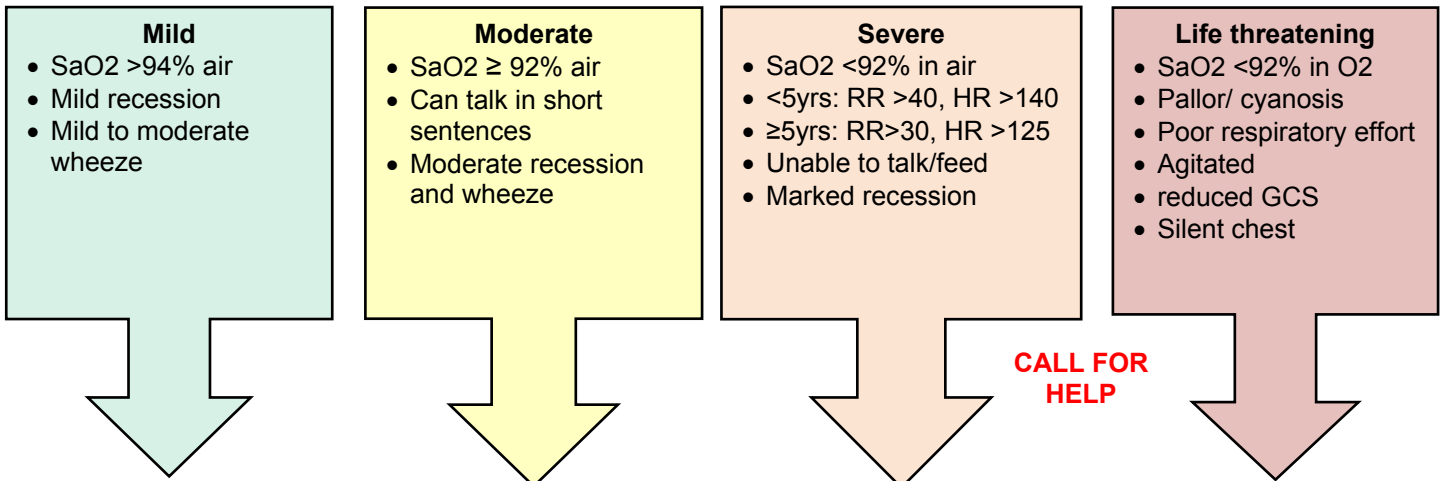 Mild
• SaO2 >94% air
• Mild recession
• Mild to moderate
wheeze
Moderate
• SaO2 ≥ 92% air
• Can talk in short
sentences
• Moderate recession
and wheeze
Severe
• SaO2 <92% in air
• <5yrs: RR >40, HR >140
• ≥5yrs: RR>30, HR >125
• Unable to talk/feed
• Marked recession
Life threatening
• SaO2 <92% in O2
• Pallor/ cyanosis
• Poor respiratory effort
• Agitated
• reduced GCS
• Silent chest
CALL FOR
HELP